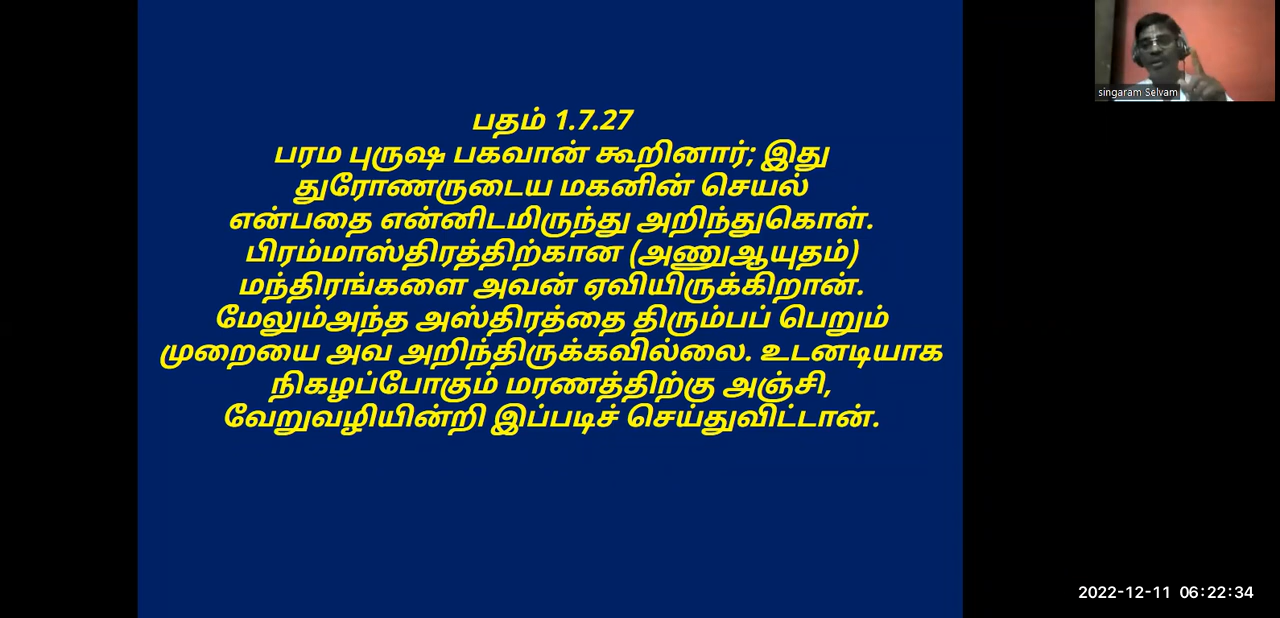 பதம் 1.7.27
பரம புருஷ பகவான் கூறினார்; இது
துரோணருடைய மகனின் செயல்
என்பதை என்னிடமிருந்து அறிந்துகொள்.
பிரம்மாஸ்திரத்திற்கான (அணுஆயுதம்)
மந்திரங்களை அவன் ஏவியிருக்கிறான்.
மேலும்அந்த அஸ்திரத்தை திரும்பப் பெறும்
முறையை அவ அறிந்திருக்கவில்லை. உடனடியாக
நிகழப்போகும் மரணத்திற்கு அஞ்சி,
வேறுவழியின்றி இப்படிச் செய்துவிட்டான்.
singaram Selvam
2022-12-11 06:22:34